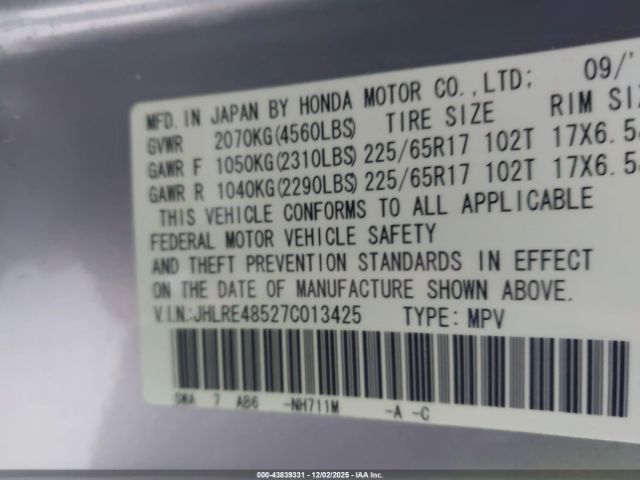 MFD. IN JAPAN BY HONDA MOTOR CO., LTD; 09/'
GVWR 2070KG(4560LBS) TIRE SIZE RIM SIZ
GAWR F 1050KG(2310LBS) 225/65R17 102T 17X6.5
GAWR R 1040KG(2290LBS) 225/65R17 102T 17X6.5
THIS VEHICLE CONFORMS TO ALL APPLICABLE
FEDERAL MOTOR VEHICLE SAFETY
AND THEFT PREVENTION STANDARDS IN EFFECT
ON THE DATE OF MANUFACTURE SHOWN ABOVE.
V.I.N.:JHLRE48527C013425 TYPE: MPV
SWA 7 AB6 -NH711M -A -C
000-43839331 - 12/02/2025 - IAA Inc.